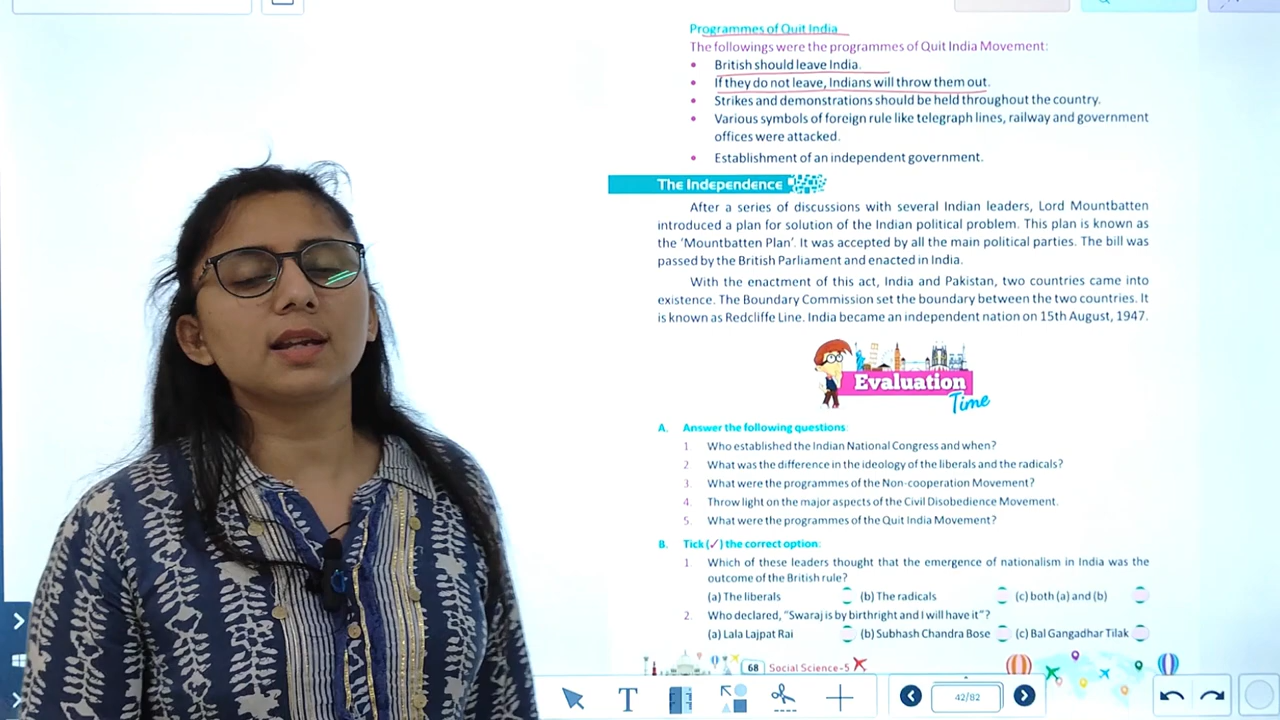 Programmes of Quit India
The followings were the programmes of Quit India Movement:
• British should leave India.
• If they do not leave, Indians will throw them out.
• Strikes and demonstrations should be held throughout the country.
• Various symbols of foreign rule like telegraph lines, railway and government
offices were attacked.
• Establishment of an independent government.
The Independence
After a series of discussions with several Indian leaders, Lord Mountbatten
introduced a plan for solution of the Indian political problem. This plan is known as
the ‘Mountbatten Plan’. It was accepted by all the main political parties. The bill was
passed by the British Parliament and enacted in India.
With the enactment of this act, India and Pakistan, two countries came into
existence. The Boundary Commission set the boundary between the two countries. It
is known as Redcliffe Line. India became an independent nation on 15th August, 1947.
Evaluation
Time
A. Answer the following questions:
1. Who established the Indian National Congress and when?
2. What was the difference in the ideology of the liberals and the radicals?
3. What were the programmes of the Non-cooperation Movement?
4. Throw light on the major aspects of the Civil Disobedience Movement.
5. What were the programmes of the Quit India Movement?
B. Tick (✓) the correct option:
1. Which of these leaders thought that the emergence of nationalism in India was the
outcome of the British rule?
(a) The liberals (b) The radicals (c) both (a) and (b)
2. Who declared, “Swaraj is by birthright and I will have it”?
(a) Lala Lajpat Rai (b) Subhash Chandra Bose (c) Bal Gangadhar Tilak
68 Social Science-5
T 42/82